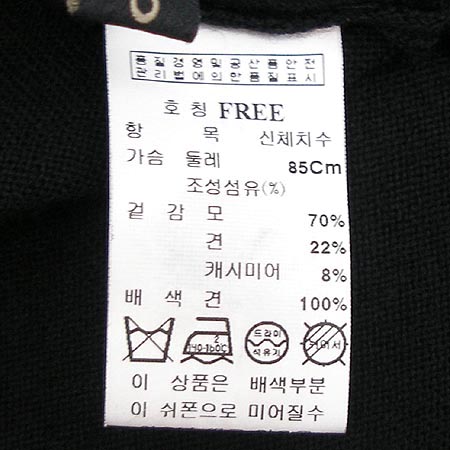 품질경영및공산품안전
관리법에의한품질표시
호칭 FREE
항 목 신체치수
가슴 둘레 85Cm
조성섬유(%)
겉감 모 70%
견 22%
캐시미어 8%
배색 견 100%
2 드라이
140-160C 석유계
이 상품은 배색부분
이 쉬폰으로 미어질수